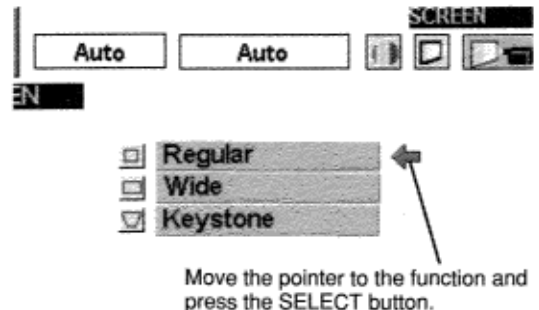 SCREEN
Auto Auto
EN
Regular
Wide
Keystone
Move the pointer to the function and
press the SELECT button.